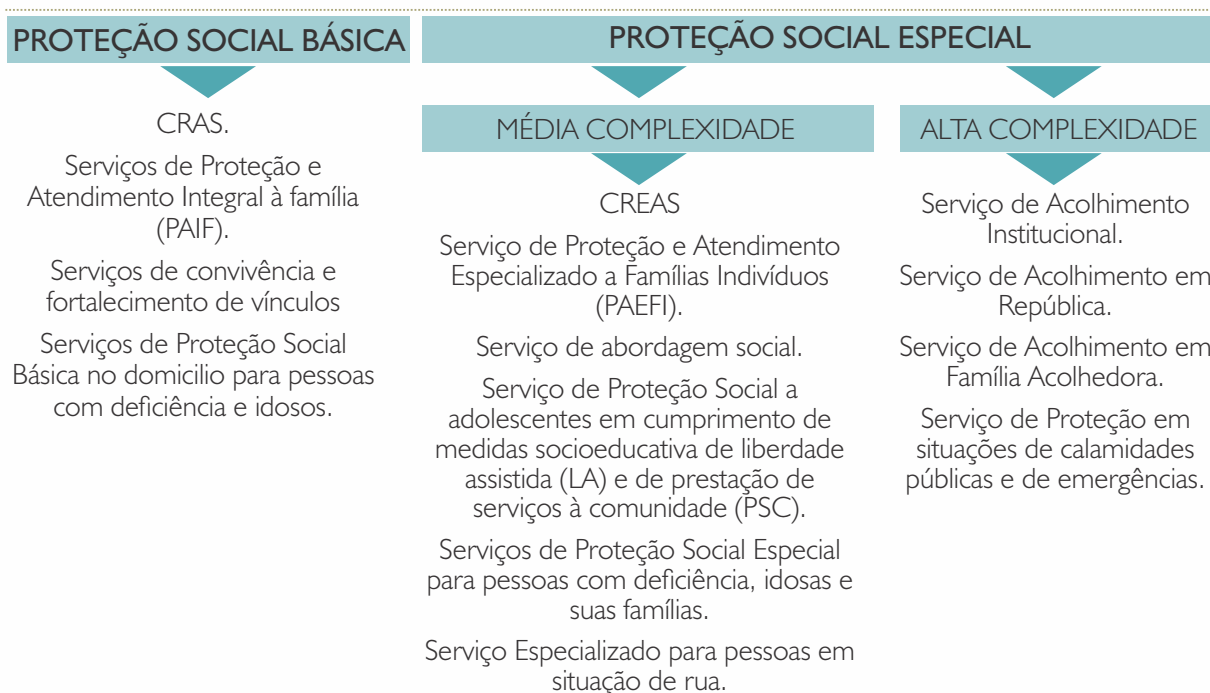 PROTEÇÃO SOCIAL BÁSICA
CRAS.
Serviços de Proteção e
Atendimento Integral à família
(PAIF).
Serviços de convivência e
fortalecimento de vínculos
Serviços de Proteção Social
Básica no domicilio para pessoas
com deficiência e idosos.
PROTEÇÃO SOCIAL ESPECIAL
MÉDIA COMPLEXIDADE
CREAS
Serviço de Proteção e Atendimento
Especializado a Famílias Indivíduos
(PAEFI).
Serviço de abordagem social.
Serviço de Proteção Social a
adolescentes em cumprimento de
medidas socioeducativa de liberdade
assistida (LA) e de prestação de
serviços à comunidade (PSC).
Serviços de Proteção Social Especial
para pessoas com deficiência, idosas e
suas famílias.
Serviço Especializado para pessoas em
situação de rua.
ALTA COMPLEXIDADE
Serviço de Acolhimento
Institucional.
Serviço de Acolhimento em
República.
Serviço de Acolhimento em
Família Acolhedora.
Serviço de Proteção em
situações de calamidades
públicas e de emergências.